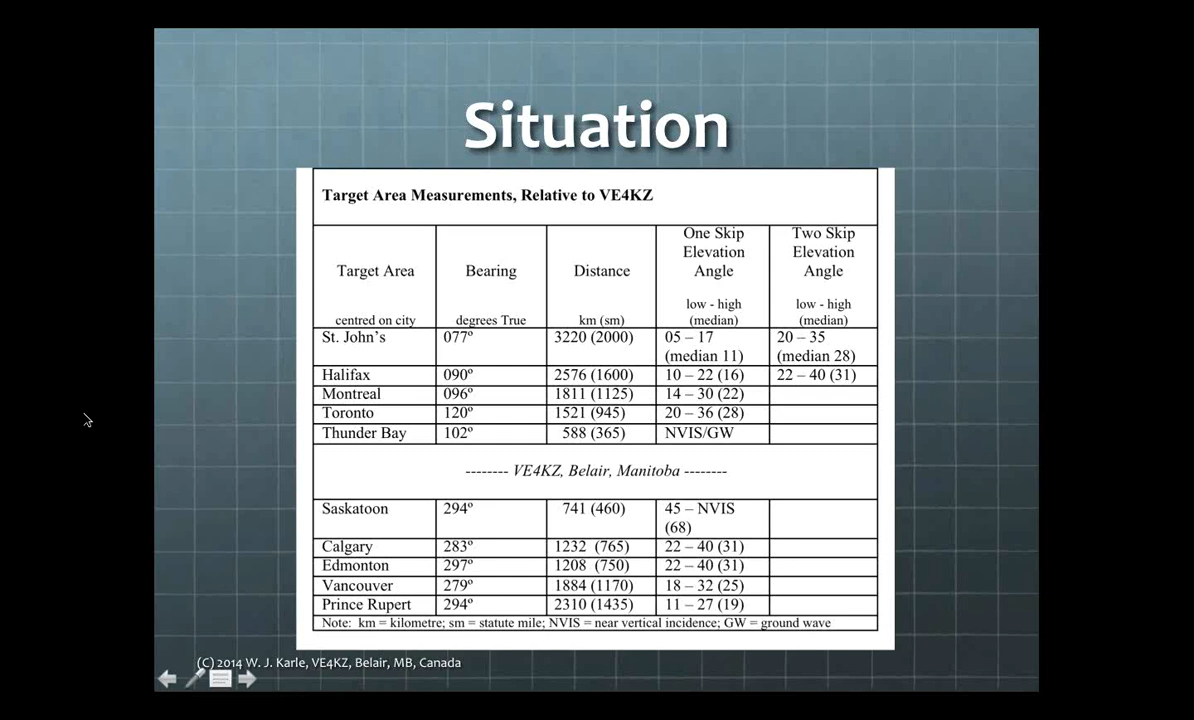 Situation
Target Area Measurements, Relative to VE4KZ
Target Area centred on city
Bearing degrees True
Distance km (sm)
One Skip Elevation Angle low - high (median)
Two Skip Elevation Angle low - high (median)
St. John's 077º 3220 (2000) 05 – 17 (median 11) 20 – 35 (median 28)
Halifax 090º 2576 (1600) 10 – 22 (16) 22 – 40 (31)
Montreal 096º 1811 (1125) 14 – 30 (22)
Toronto 120º 1521 (945) 20 – 36 (28)
Thunder Bay 102º 588 (365) NVIS/GW
-------- VE4KZ, Belair, Manitoba --------
Saskatoon 294º 741 (460) 45 – NVIS (68)
Calgary 283º 1232 (765) 22 – 40 (31)
Edmonton 297º 1208 (750) 22 – 40 (31)
Vancouver 279º 1884 (1170) 18 – 32 (25)
Prince Rupert 294º 2310 (1435) 11 – 27 (19)
Note: km = kilometre; sm = statute mile; NVIS = near vertical incidence; GW = ground wave
(C) 2014 W. J. Karle, VE4KZ, Belair, MB, Canada